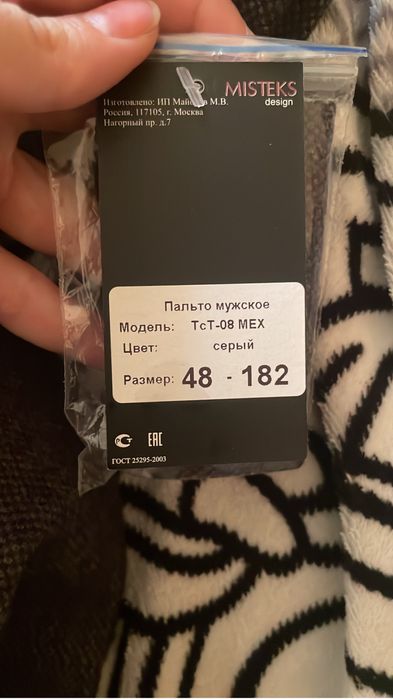 MISTEKS
design
Изготовлено: ИП М.В.
Россия, 117105, г. Москва
Нагорный пр. д.7
Пальто мужское
Модель: ТсТ-08 МЕХ
Цвет: серый
Размер: 48 - 182
ЕАС
ГОСТ 25295-2003